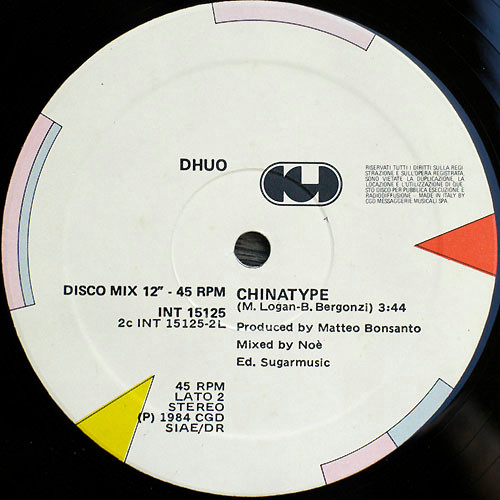 DHUO
CGD
RISERVATI TUTTI I DIRITTI SULLA REGI
STRAZIONE E SULL'OPERA REGISTRATA,
SONO VIETATE LA DUPLICAZIONE, LA
LOCAZIONE E L'UTILIZZAZIONE DI QUE
STO DISCO PER PUBBLICA ESECUZIONE E
RADIODIFFUSIONE. - MADE IN ITALY BY
CGD MESSAGGERIE MUSICALI SPA.
DISCO MIX 12" - 45 RPM
INT 15125
2c INT 15125-2L
CHINATYPE
(M. Logan-B. Bergonzi) 3:44
Produced by Matteo Bonsanto
Mixed by Noè
Ed. Sugarmusic
45 RPM
LATO 2
STEREO
(P) 1984 CGD
SIAE/DR